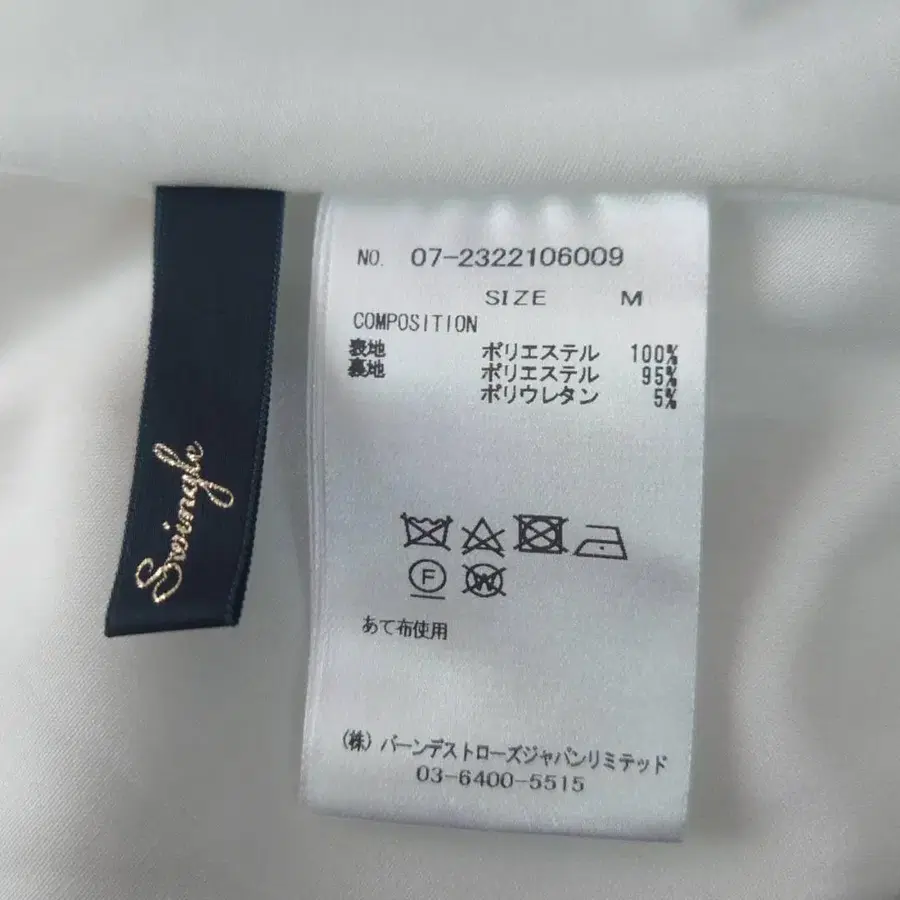 Swingle
NO. 07-2322106009
SIZE M
COMPOSITION
表地 ポリエステル 100%
裏地 ポリエステル 95%
ポリウレタン 5%
F
W
あて布使用
(株) バーンデストローズジャパンリミテッド
03-6400-5515